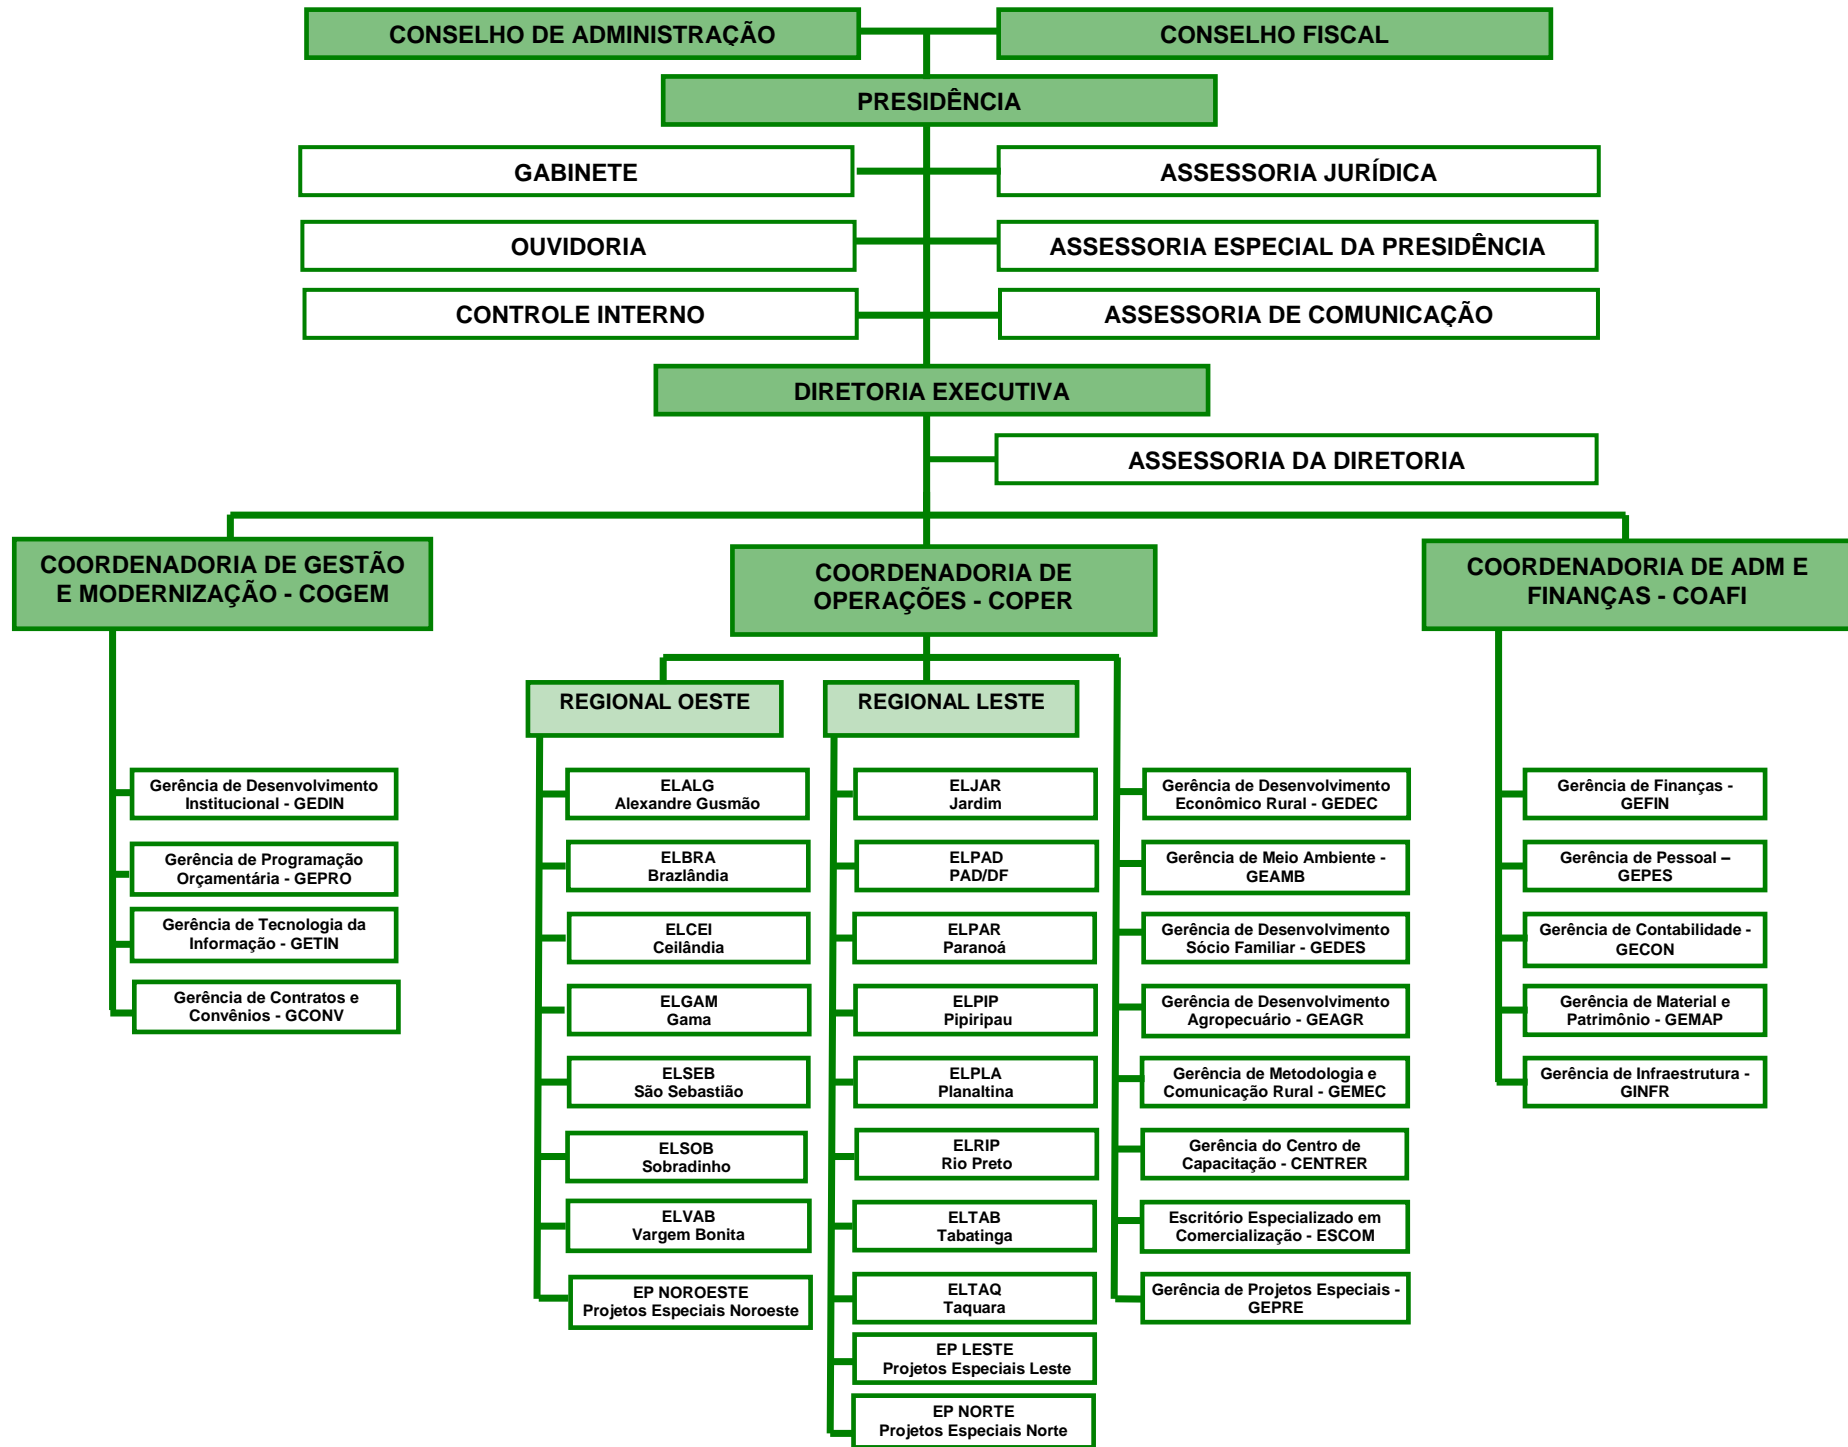 CONSELHO DE ADMINISTRAÇÃO
CONSELHO FISCAL
PRESIDÊNCIA
GABINETE
ASSESSORIA JURÍDICA
OUVIDORIA
ASSESSORIA ESPECIAL DA PRESIDÊNCIA
CONTROLE INTERNO
ASSESSORIA DE COMUNICAÇÃO
DIRETORIA EXECUTIVA
ASSESSORIA DA DIRETORIA
COORDENADORIA DE GESTÃO
E MODERNIZAÇÃO - COGEM
COORDENADORIA DE
OPERAÇÕES - COPER
COORDENADORIA DE ADM E
FINANÇAS - COAFI
Gerência de Desenvolvimento
Institucional - GEDIN
Gerência de Programação
Orçamentária - GEPRO
Gerência de Tecnologia da
Informação - GETIN
Gerência de Contratos e
Convênios - GCONV
REGIONAL OESTE
ELALG
Alexandre Gusmão
ELBRA
Brazlândia
ELCEI
Ceilândia
ELGAM
Gama
ELSEB
São Sebastião
ELSOB
Sobradinho
ELVAB
Vargem Bonita
EP NOROESTE
Projetos Especiais Noroeste
REGIONAL LESTE
ELJAR
Jardim
ELPAD
PAD/DF
ELPAR
Paranoá
ELPIP
Pipiripau
ELPLA
Planaltina
ELRIP
Rio Preto
ELTAB
Tabatinga
ELTAQ
Taquara
EP LESTE
Projetos Especiais Leste
EP NORTE
Projetos Especiais Norte
Gerência de Desenvolvimento
Econômico Rural - GEDEC
Gerência de Meio Ambiente -
GEAMB
Gerência de Desenvolvimento
Sócio Familiar - GEDES
Gerência de Desenvolvimento
Agropecuário - GEAGR
Gerência de Metodologia e
Comunicação Rural - GEMEC
Gerência do Centro de
Capacitação - CENTRER
Escritório Especializado em
Comercialização - ESCOM
Gerência de Projetos Especiais -
GEPRE
Gerência de Finanças -
GEFIN
Gerência de Pessoal –
GEPES
Gerência de Contabilidade -
GECON
Gerência de Material e
Patrimônio - GEMAP
Gerência de Infraestrutura -
GINFR